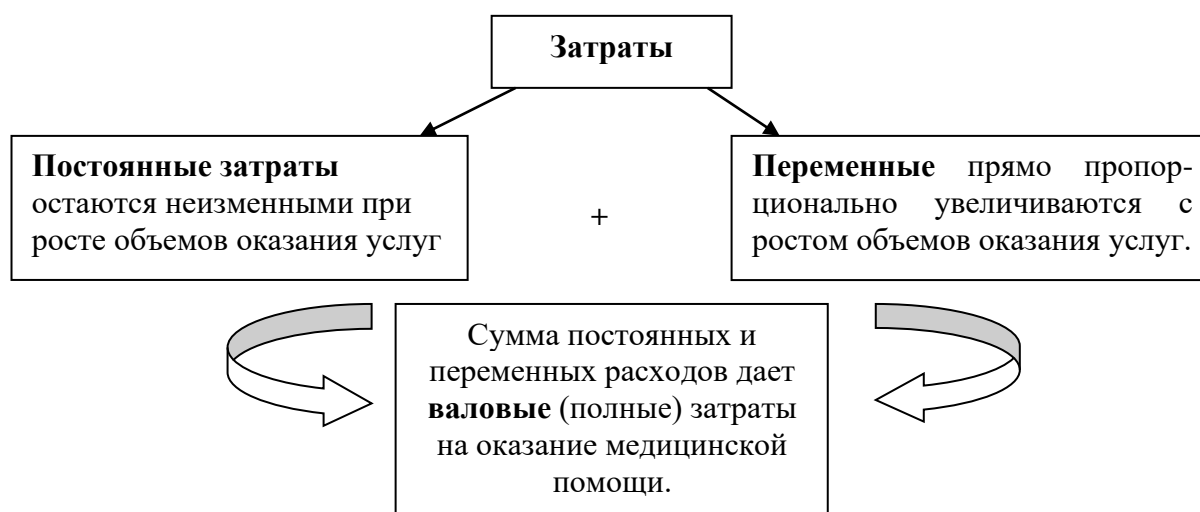 Затраты
Постоянные затраты
остаются неизменными при
росте объемов оказания услуг
+
Переменные прямо пропор-
ционально увеличиваются с
ростом объемов оказания услуг.
Сумма постоянных и
переменных расходов дает
валовые (полные) затраты
на оказание медицинской
помощи.